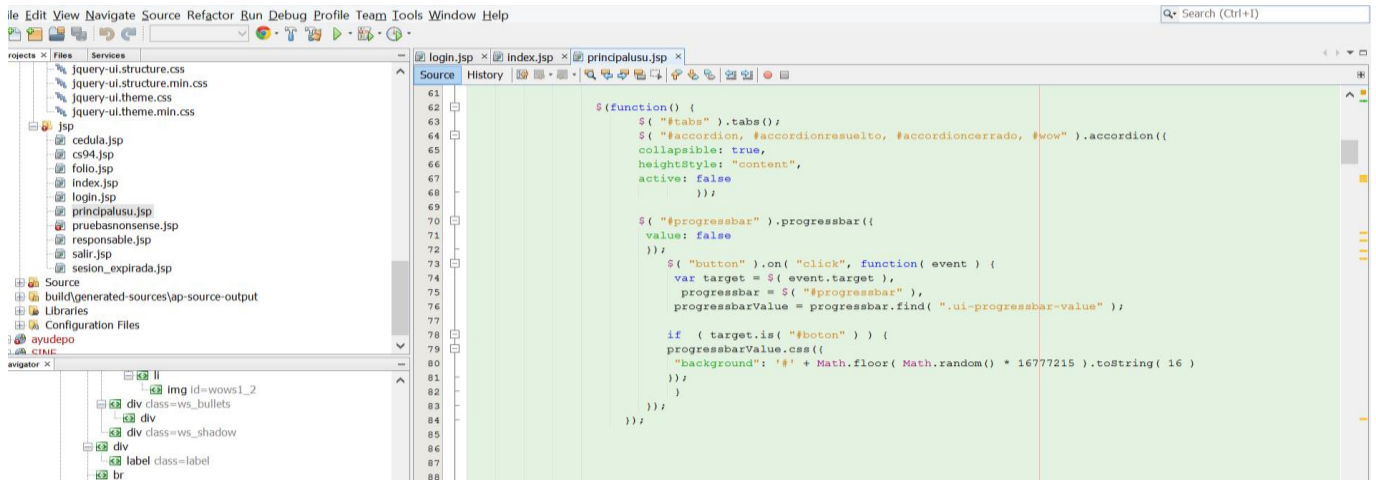 ile Edit View Navigate Source Refactor Run Debug Profile Team Tools Window Help
Search (Ctrl+I)
rojects Files Services
login.jsp index.jsp principalusu.jsp
Source History
jquery-ui.structure.css
jquery-ui.structure.min.css
jquery-ui.theme.css
jquery-ui.theme.min.css
jsp
cedula.jsp
cs94.jsp
folio.jsp
index.jsp
login.jsp
principalusu.jsp
pruebasnonsense.jsp
responsable.jsp
salir.jsp
sesion_expirada.jsp
Source
build\generated-sources\ap-source-output
Libraries
Configuration Files
ayudepo
CINE
avigator
li
img id=wows1_2
div class=ws_bullets
div
div class=ws_shadow
div
label class=label
br
61
62 $(function() {
63 $( "#tabs" ).tabs();
64 $( "#accordion, #accordionresuelto, #accordioncerrado, #wow" ).accordion({
65 collapsible: true,
66 heightStyle: "content",
67 active: false
68 });
69
70 $( "#progressbar" ).progressbar({
71 value: false
72 });
73 $( "button" ).on( "click", function( event ) {
74 var target = $( event.target ),
75 progressbar = $( "#progressbar" ),
76 progressbarValue = progressbar.find( ".ui-progressbar-value" );
77
78 if ( target.is( "#boton" ) ) {
79 progressbarValue.css({
80 "background": '#' + Math.floor( Math.random() * 16777215 ).toString( 16 )
81 });
82 }
83 });
84 });
85
86
87
88